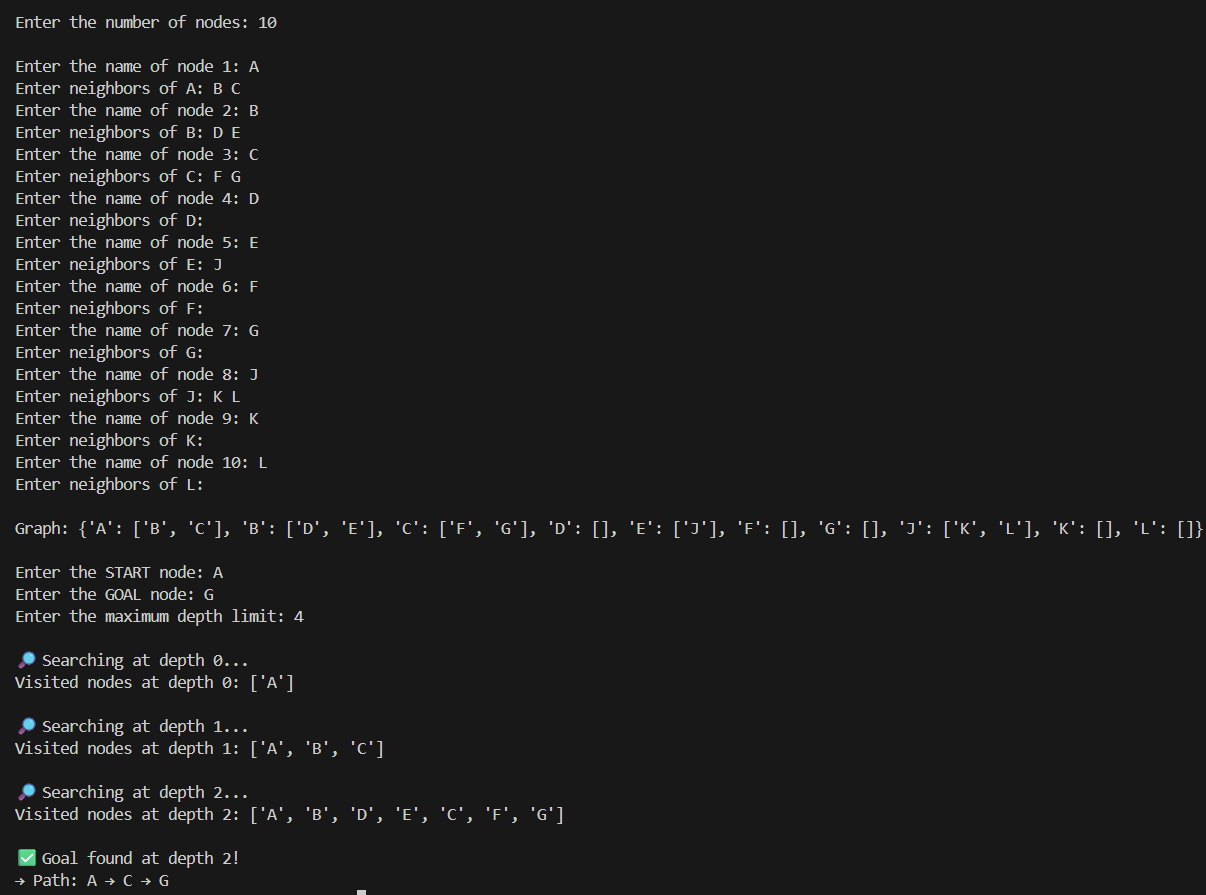 Enter the number of nodes: 10
Enter the name of node 1: A
Enter neighbors of A: B C
Enter the name of node 2: B
Enter neighbors of B: D E
Enter the name of node 3: C
Enter neighbors of C: F G
Enter the name of node 4: D
Enter neighbors of D:
Enter the name of node 5: E
Enter neighbors of E: J
Enter the name of node 6: F
Enter neighbors of F:
Enter the name of node 7: G
Enter neighbors of G:
Enter the name of node 8: J
Enter neighbors of J: K L
Enter the name of node 9: K
Enter neighbors of K:
Enter the name of node 10: L
Enter neighbors of L:
Graph: {'A': ['B', 'C'], 'B': ['D', 'E'], 'C': ['F', 'G'], 'D': [], 'E': ['J'], 'F': [], 'G': [], 'J': ['K', 'L'], 'K': [], 'L': []}
Enter the START node: A
Enter the GOAL node: G
Enter the maximum depth limit: 4
🔎 Searching at depth 0...
Visited nodes at depth 0: ['A']
🔎 Searching at depth 1...
Visited nodes at depth 1: ['A', 'B', 'C']
🔎 Searching at depth 2...
Visited nodes at depth 2: ['A', 'B', 'D', 'E', 'C', 'F', 'G']
✅ Goal found at depth 2!
→ Path: A → C → G